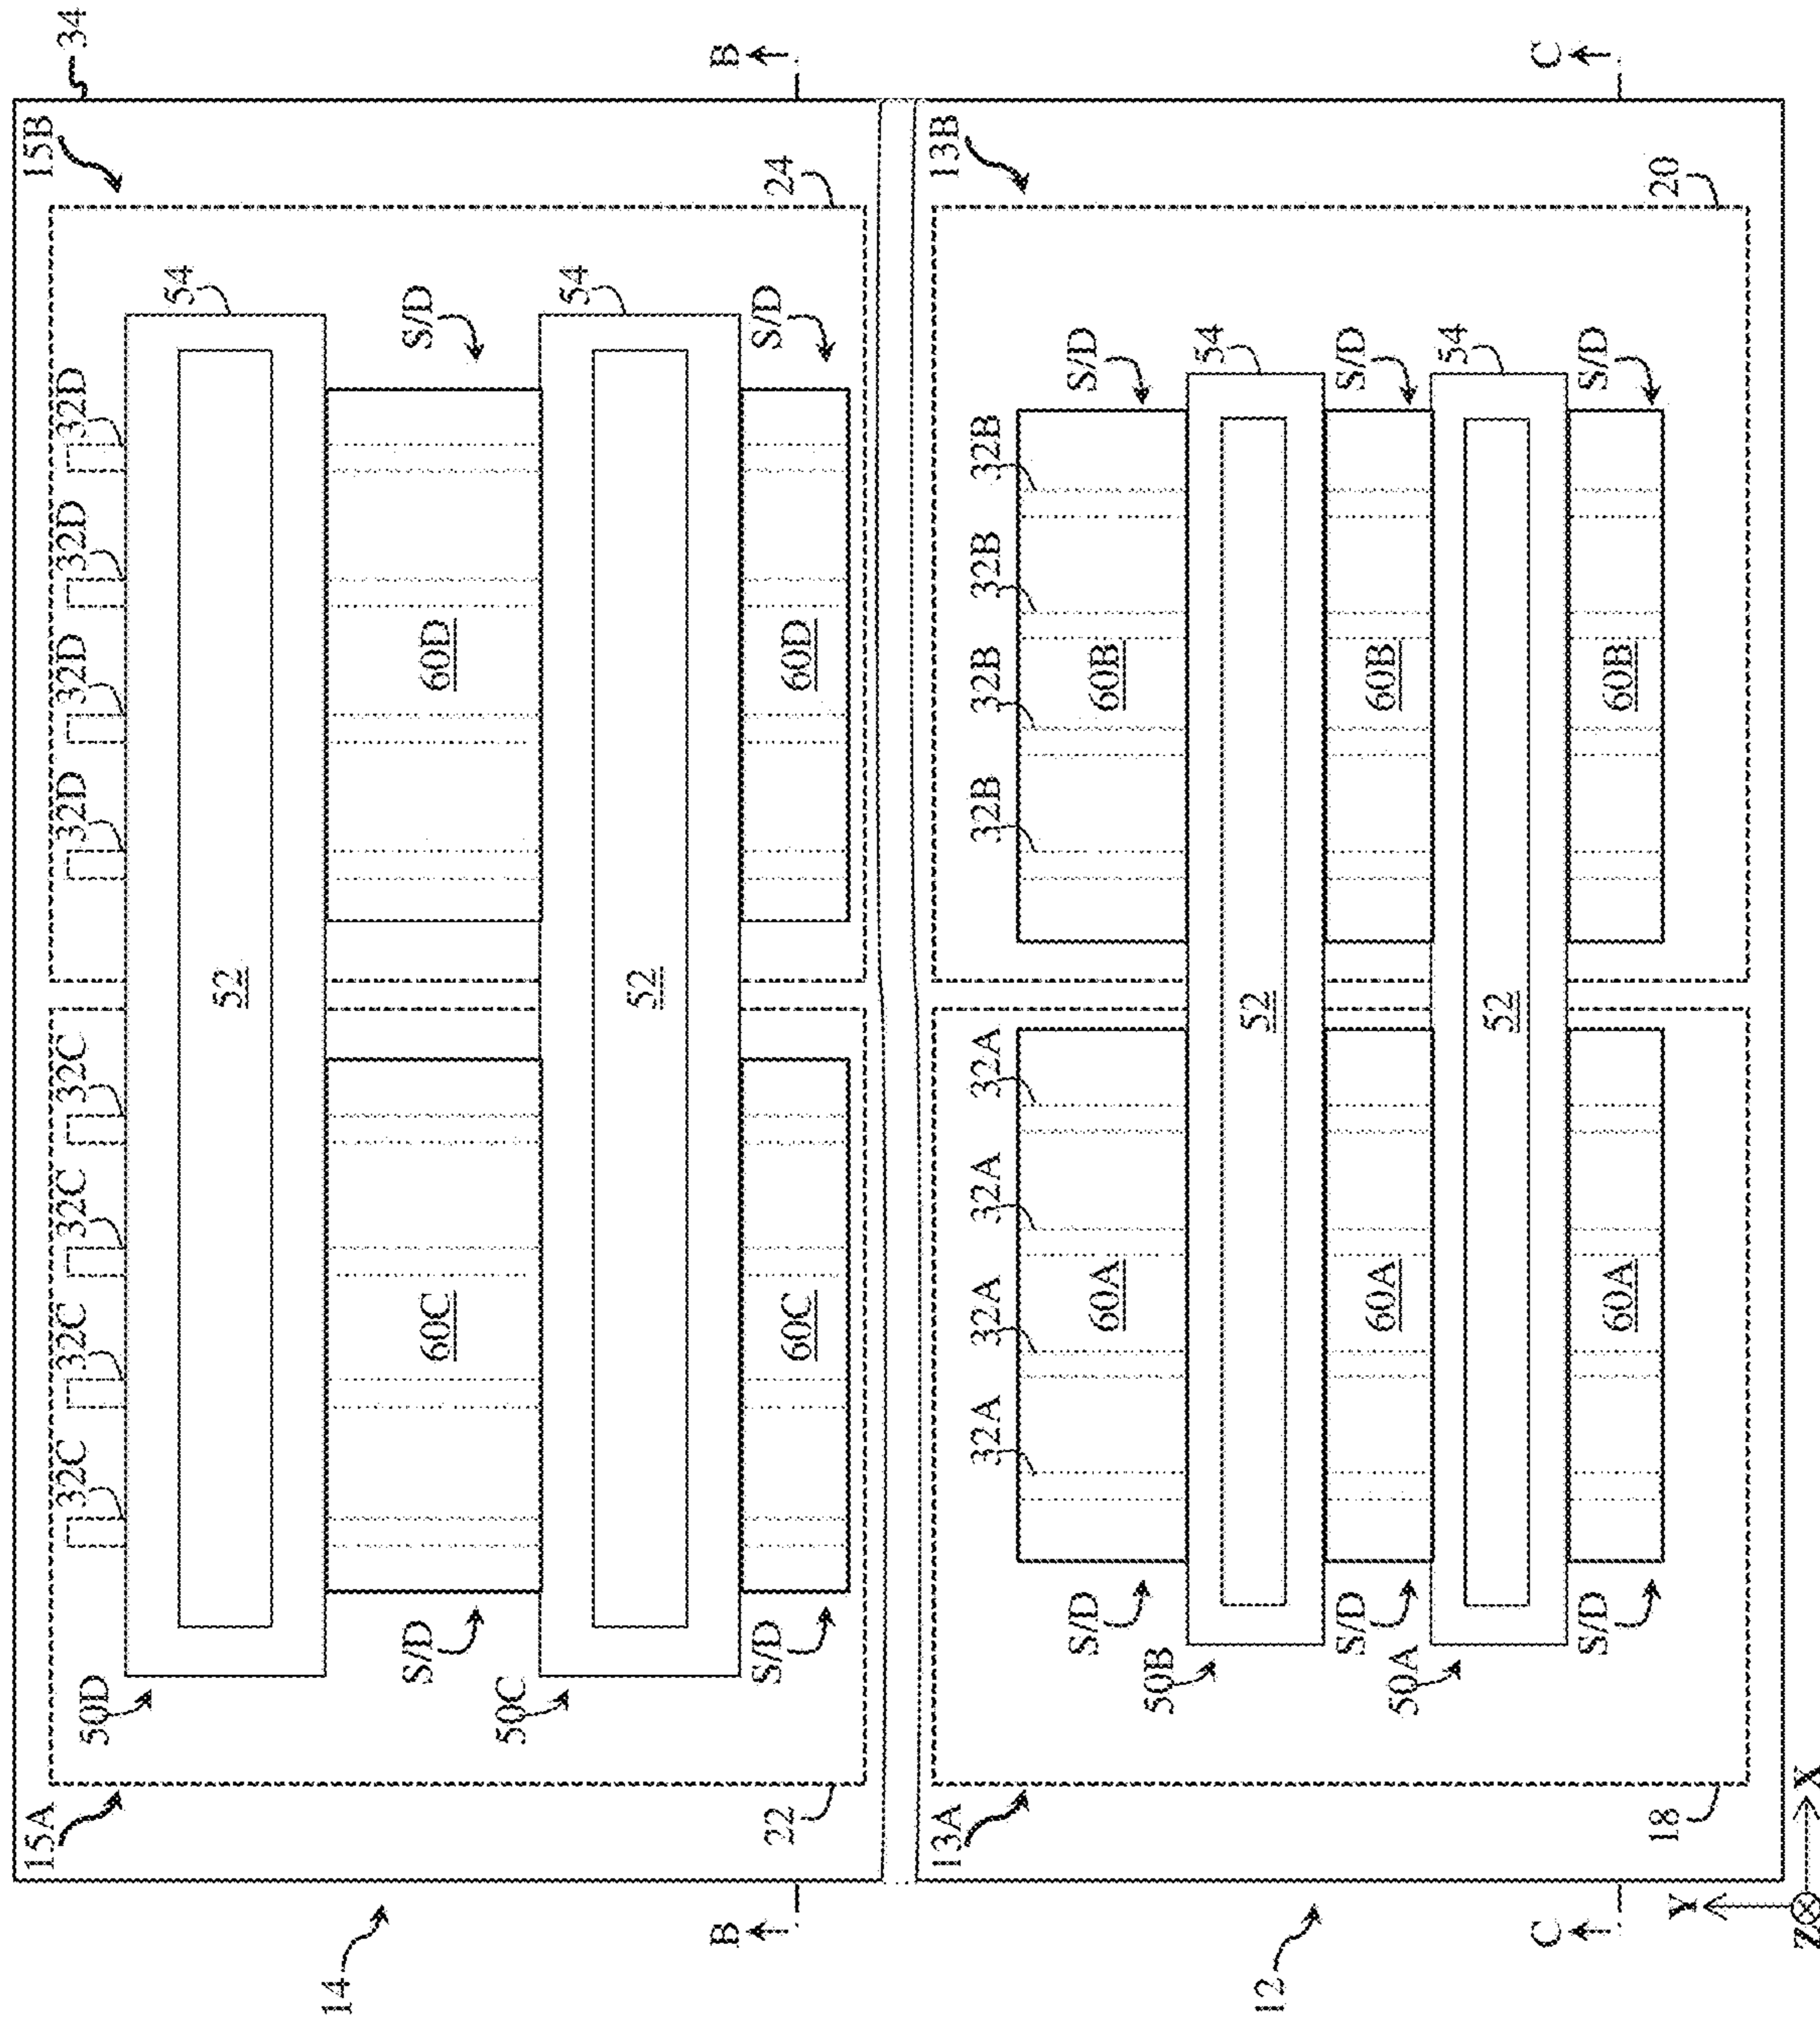 15A 15B
32C 32C 32C 32C 32D 32D 32D 32D 34
50D 54
52
14
S/D S/D
60C 60D
50C 54
52
B B
S/D S/D
22 24
60C 60D
13A 13B
32A 32A 32A 32A 32B 32B 32B 32B
S/D S/D
60A 60B
50B 54
52
12
S/D S/D
60A 60B
50A 54
52
C C
S/D S/D
60A 60B
18 20
Y
Z X